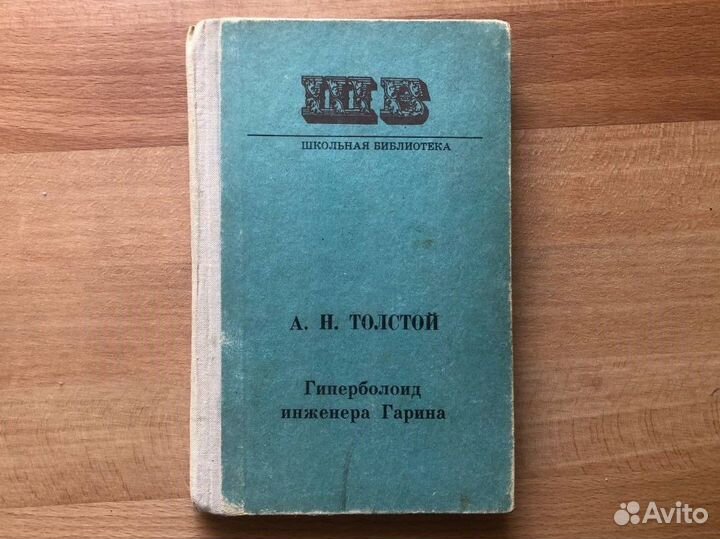 ШБ
ШКОЛЬНАЯ БИБЛИОТЕКА
А. Н. ТОЛСТОЙ
Гиперболоид
инженера Гарина
Avito